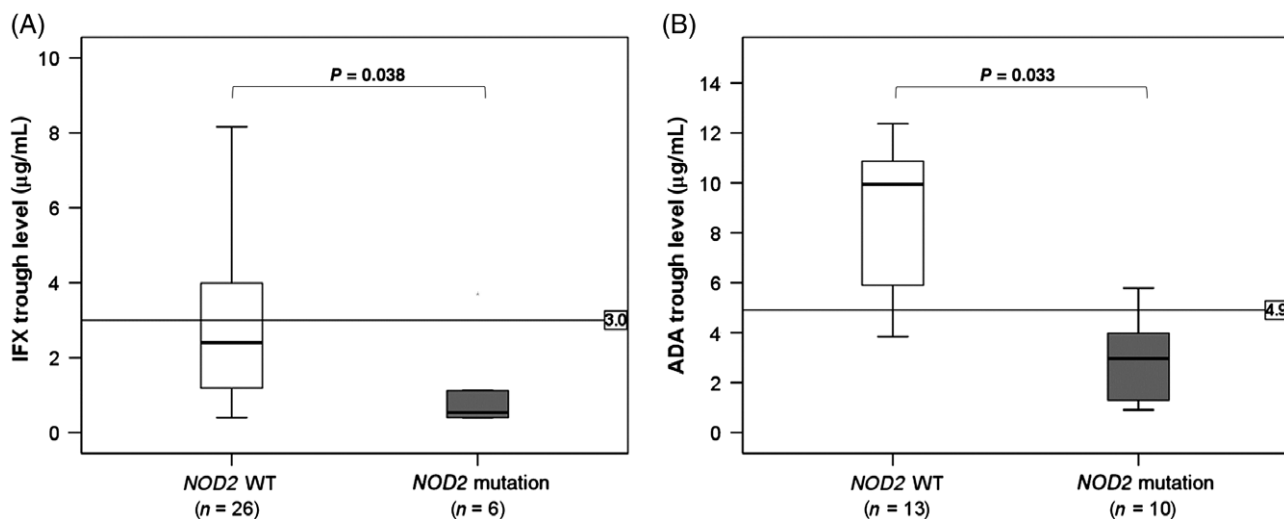 (A)
IFX trough level (µg/mL)
10
8
6
4
2
0
P = 0.038
3.0
NOD2 WT
(n = 26)
NOD2 mutation
(n = 6)
(B)
ADA trough level (µg/mL)
14
12
10
8
6
4
2
0
P = 0.033
4.9
NOD2 WT
(n = 13)
NOD2 mutation
(n = 10)